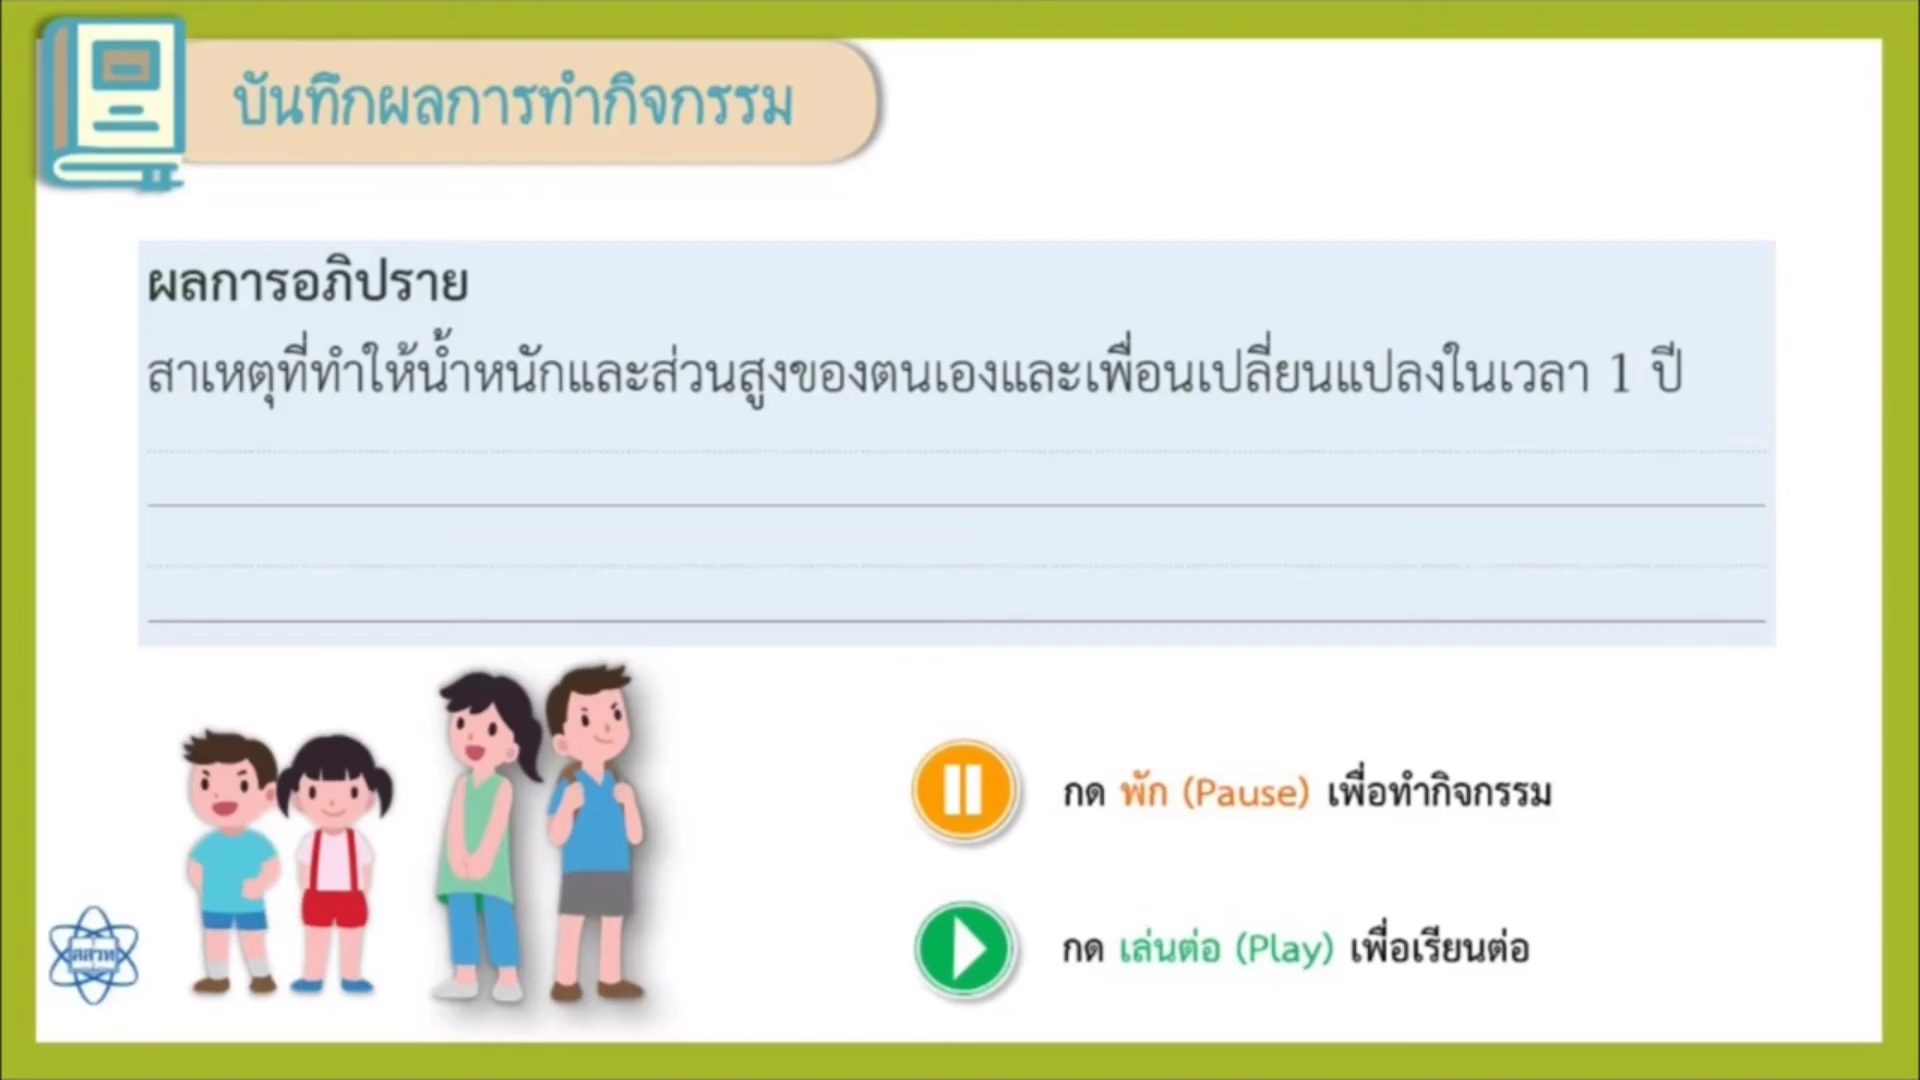 บันทึกผลการทำกิจกรรม
ผลการอภิปราย
สาเหตุที่ทำให้น้ำหนักและส่วนสูงของตนเองและเพื่อนเปลี่ยนแปลงในเวลา 1 ปี
กด พัก (Pause) เพื่อทำกิจกรรม
กด เล่นต่อ (Play) เพื่อเรียนต่อ
สสวท